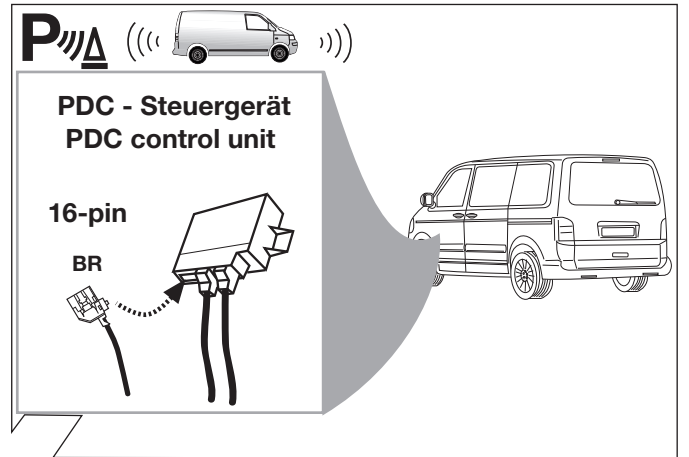 P
PDC - Steuergerät
PDC control unit
16-pin
BR